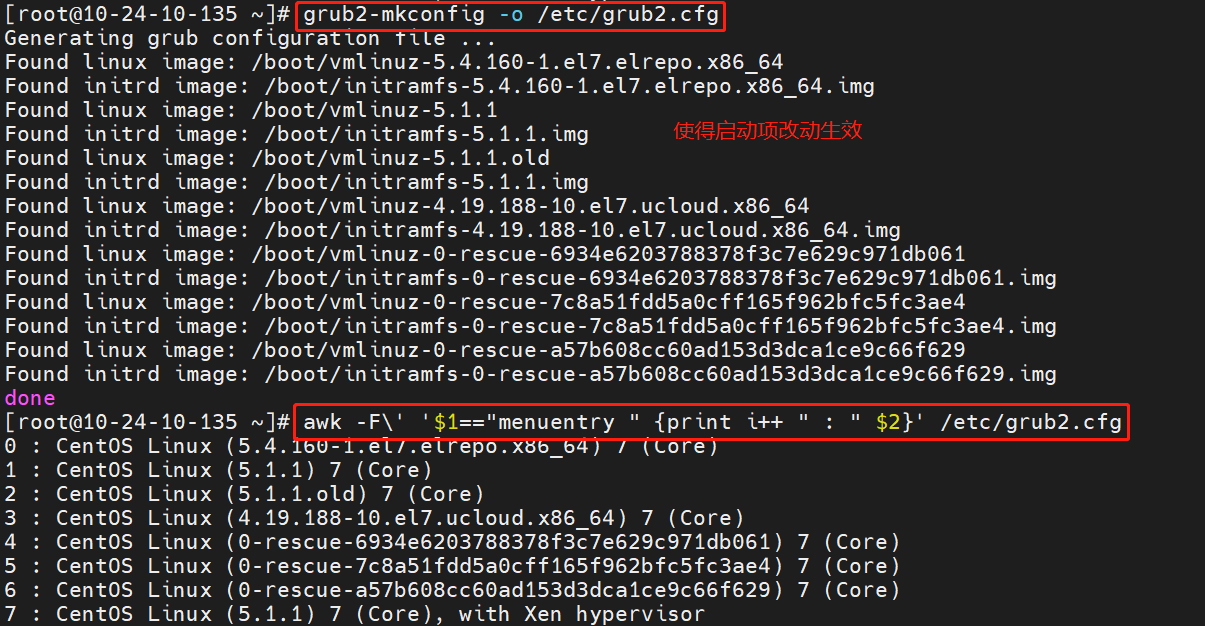 [root@10-24-10-135 ~]# grub2-mkconfig -o /etc/grub2.cfg
Generating grub configuration file ...
Found linux image: /boot/vmlinuz-5.4.160-1.el7.elrepo.x86_64
Found initrd image: /boot/initramfs-5.4.160-1.el7.elrepo.x86_64.img
Found linux image: /boot/vmlinuz-5.1.1
Found initrd image: /boot/initramfs-5.1.1.img
使得启动项改动生效
Found linux image: /boot/vmlinuz-5.1.1.old
Found initrd image: /boot/initramfs-5.1.1.img
Found linux image: /boot/vmlinuz-4.19.188-10.el7.ucloud.x86_64
Found initrd image: /boot/initramfs-4.19.188-10.el7.ucloud.x86_64.img
Found linux image: /boot/vmlinuz-0-rescue-6934e6203788378f3c7e629c971db061
Found initrd image: /boot/initramfs-0-rescue-6934e6203788378f3c7e629c971db061.img
Found linux image: /boot/vmlinuz-0-rescue-7c8a51fdd5a0cff165f962bfc5fc3ae4
Found initrd image: /boot/initramfs-0-rescue-7c8a51fdd5a0cff165f962bfc5fc3ae4.img
Found linux image: /boot/vmlinuz-0-rescue-a57b608cc60ad153d3dca1ce9c66f629
Found initrd image: /boot/initramfs-0-rescue-a57b608cc60ad153d3dca1ce9c66f629.img
done
[root@10-24-10-135 ~]# awk -F\' '$1=="menuentry " {print i++ " : " $2}' /etc/grub2.cfg
0 : CentOS Linux (5.4.160-1.el7.elrepo.x86_64) 7 (Core)
1 : CentOS Linux (5.1.1) 7 (Core)
2 : CentOS Linux (5.1.1.old) 7 (Core)
3 : CentOS Linux (4.19.188-10.el7.ucloud.x86_64) 7 (Core)
4 : CentOS Linux (0-rescue-6934e6203788378f3c7e629c971db061) 7 (Core)
5 : CentOS Linux (0-rescue-7c8a51fdd5a0cff165f962bfc5fc3ae4) 7 (Core)
6 : CentOS Linux (0-rescue-a57b608cc60ad153d3dca1ce9c66f629) 7 (Core)
7 : CentOS Linux (5.1.1) 7 (Core), with Xen hypervisor